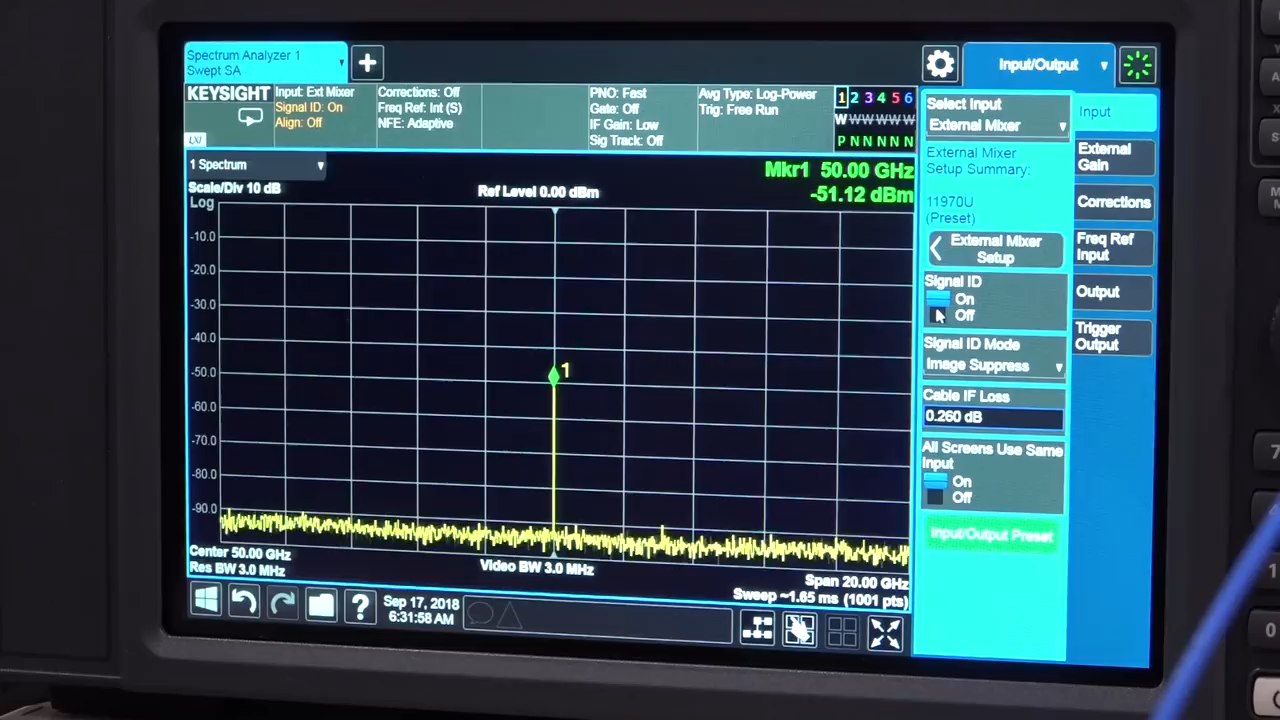 Spectrum Analyzer 1
Swept SA
+
Input/Output
KEYSIGHT
LXI
Input: Ext Mixer
Signal ID: On
Align: Off
Corrections: Off
Freq Ref: Int (S)
NFE: Adaptive
PNO: Fast
Gate: Off
IF Gain: Low
Sig Track: Off
Avg Type: Log-Power
Trig: Free Run
1 2 3 4 5 6
W W W W W W
P N N N N N
1 Spectrum
Scale/Div 10 dB
Log
Ref Level 0.00 dBm
Mkr1 50.00 GHz
-51.12 dBm
-10.0
-20.0
-30.0
-40.0
-50.0
-60.0
-70.0
-80.0
-90.0
1
Center 50.00 GHz
Res BW 3.0 MHz
Video BW 3.0 MHz
Span 20.00 GHz
Sweep ~1.65 ms (1001 pts)
?
Sep 17, 2018
6:31:58 AM
Select Input
External Mixer
External Mixer
Setup Summary:
11970U
(Preset)
External Mixer
Setup
Signal ID
On
Off
Signal ID Mode
Image Suppress
Cable IF Loss
0.260 dB
All Screens Use Same
Input
On
Off
Input/Output Preset
Input
External
Gain
Corrections
Freq Ref
Input
Output
Trigger
Output
7
1
0